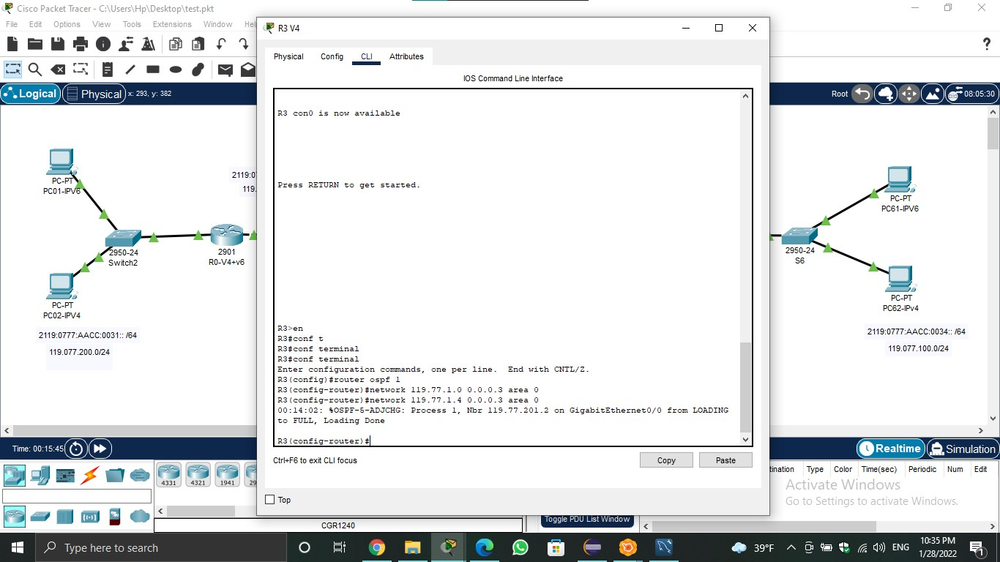 Cisco Packet Tracer - C:\Users\Hp\Desktop\test.pkt
File Edit Options View Tools Extensions Window Hel
R3 V4
Physical Config CLI Attributes
IOS Command Line Interface
Logical Physical x: 293, y: 382
Root 08:05:30
R3 con0 is now available
Press RETURN to get started.
R3>en
R3#conf t
R3#conf terminal
R3#conf terminal
Enter configuration commands, one per line. End with CNTL/Z.
R3(config)#router ospf 1
R3(config-router)#network 119.77.1.0 0.0.0.3 area 0
R3(config-router)#network 119.77.1.4 0.0.0.3 area 0
00:14:02: %OSPF-5-ADJCHG: Process 1, Nbr 119.77.201.2 on GigabitEthernet0/0 from LOADING
to FULL, Loading Done
R3(config-router)#
Ctrl+F6 to exit CLI focus
Copy Paste
Top
PC-PT
PC01-IPV6
2119:07
119.
2950-24
Switch2
2901
R0-V4+v6
PC-PT
PC02-IPV4
2119:0777:AACC:0031:: /64
119.077.200.0/24
PC-PT
PC61-IPV6
2950-24
S6
PC-PT
PC62-IPv4
2119:0777:AACC:0034:: /64
119.077.100.0/24
Time: 00:15:45
Realtime Simulation
4331 4321 1941 29
CGR1240
Toggle PDU List Window
tination Type Color Time(sec) Periodic Num Edit
Activate Windows
Go to Settings to activate Windows.
Type here to search
39°F ENG
10:35 PM
1/28/2022
1